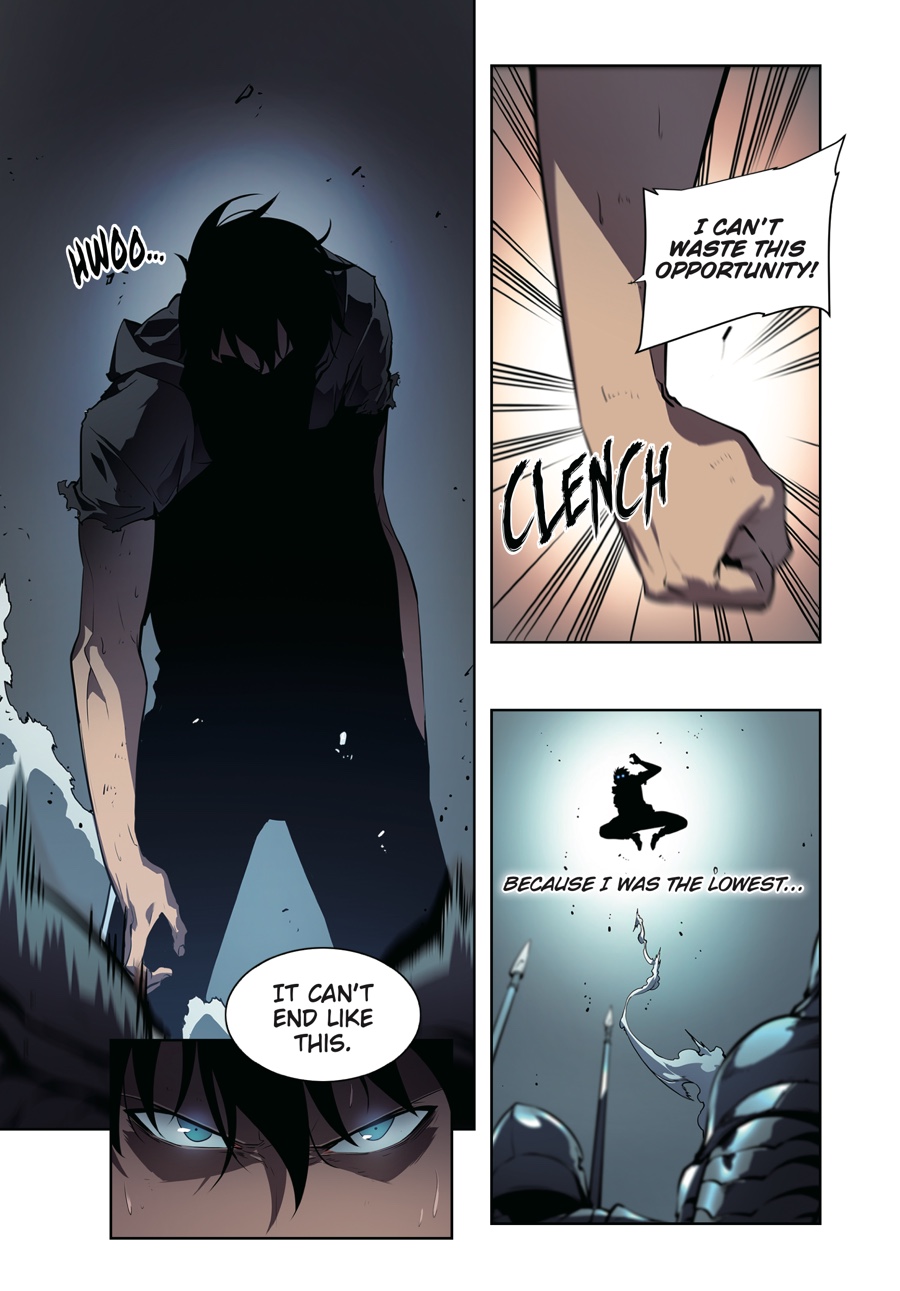 HWOO...
IT CAN'T
END LIKE
THIS.
I CAN'T
WASTE THIS
OPPORTUNITY!
CLENCH
BECAUSE I WAS THE LOWEST...